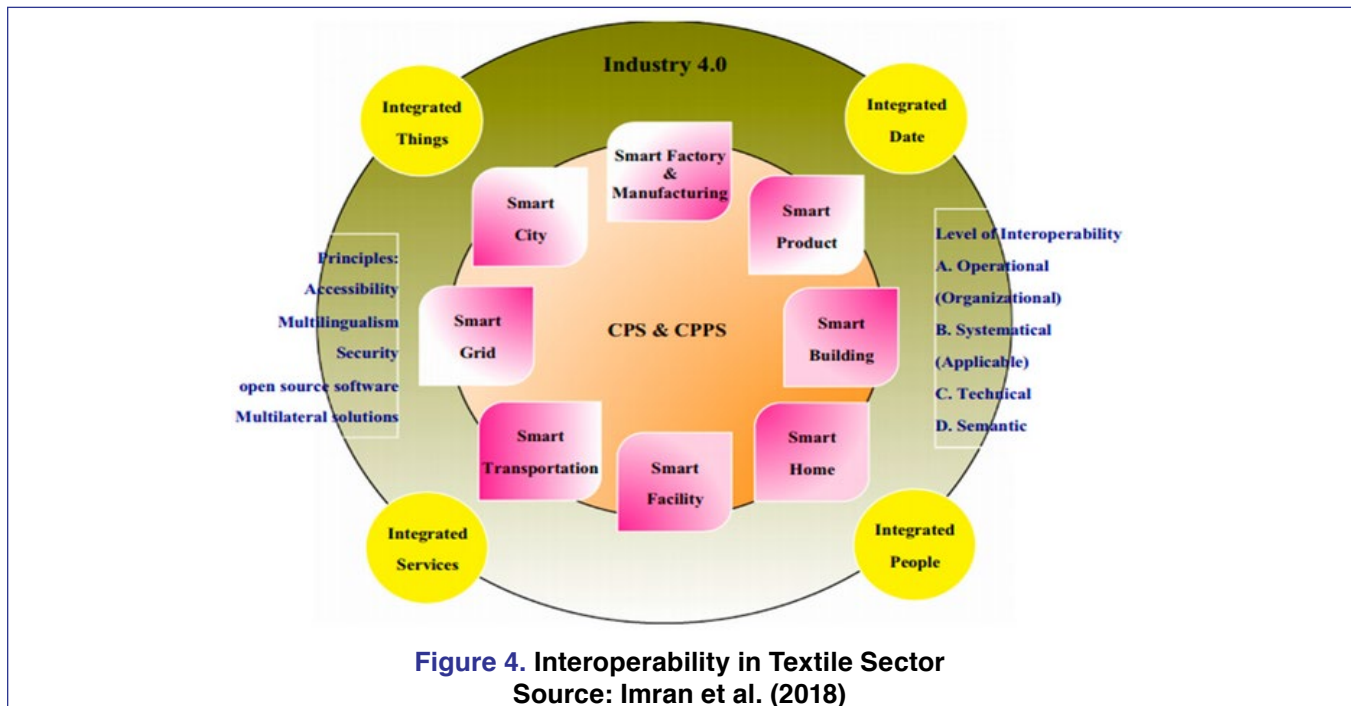 Industry 4.0
Integrated
Things
Integrated
Date
Smart Factory
&
Manufacturing
Smart
City
Smart
Product
Principles:
Accessibility
Multilingualism
Security
open source software
Multilateral solutions
Smart
Grid
CPS & CPPS
Smart
Building
Level of Interoperability
A. Operational
(Organizational)
B. Systematical
(Applicable)
C. Technical
D. Semantic
Smart
Transportation
Smart
Facility
Smart
Home
Integrated
Services
Integrated
People
Figure 4. Interoperability in Textile Sector
Source: Imran et al. (2018)